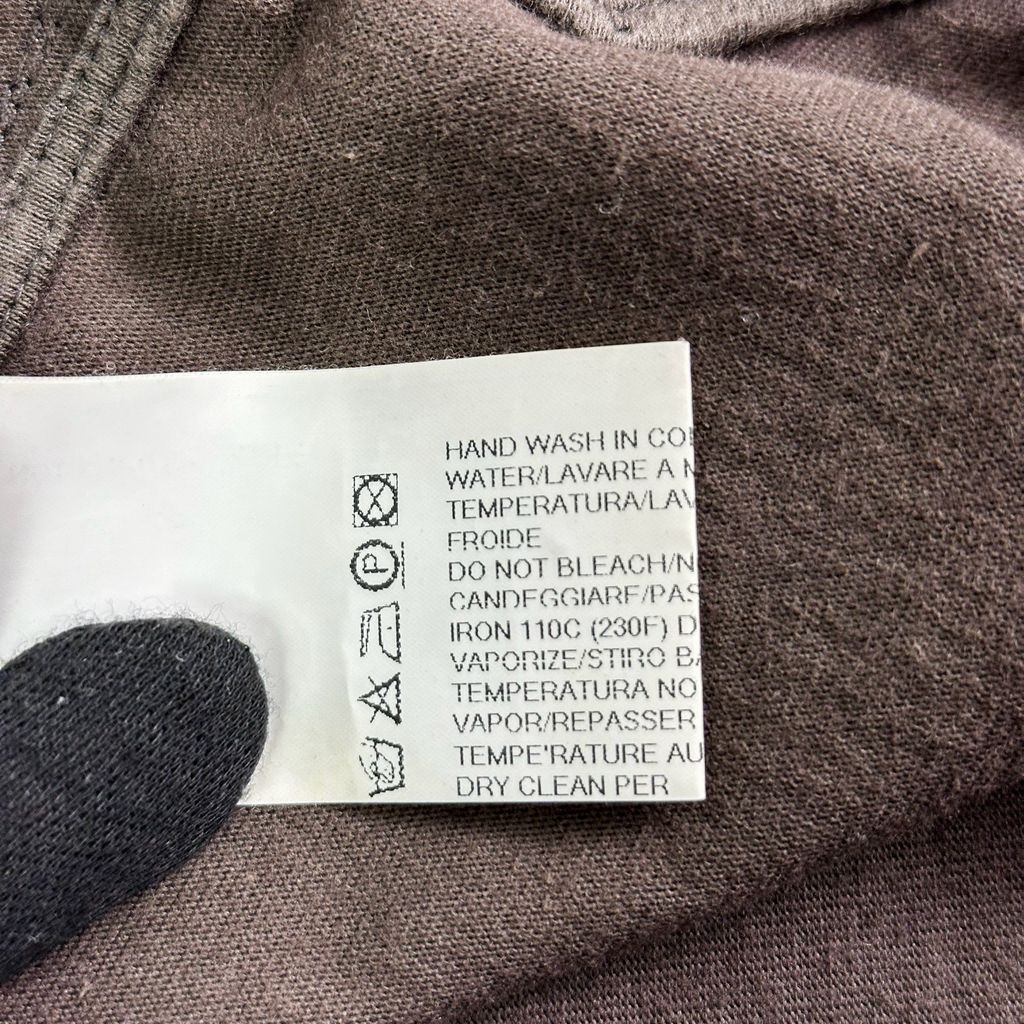 HAND WASH IN CO
WATER/LAVARE A
TEMPERATURA/LAV
FROIDE
DO NOT BLEACH/N
CANDEGGIARE/PAS
IRON 110C (230F) D
VAPORIZE/STIRO BA
TEMPERATURA NO
VAPOR/REPASSER
TEMPE'RATURE AU
DRY CLEAN PER
P